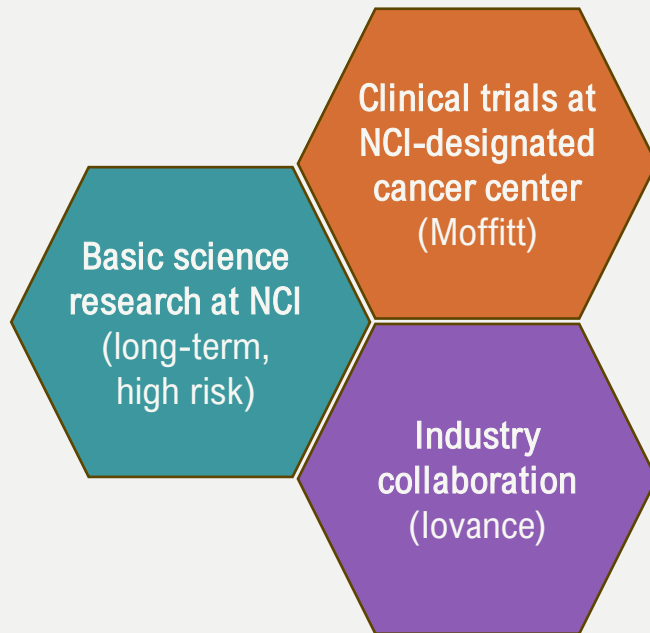 Clinical trials at
NCI-designated
cancer center
(Moffitt)
Basic science
research at NCI
(long-term,
high risk)
Industry
collaboration
(Iovance)